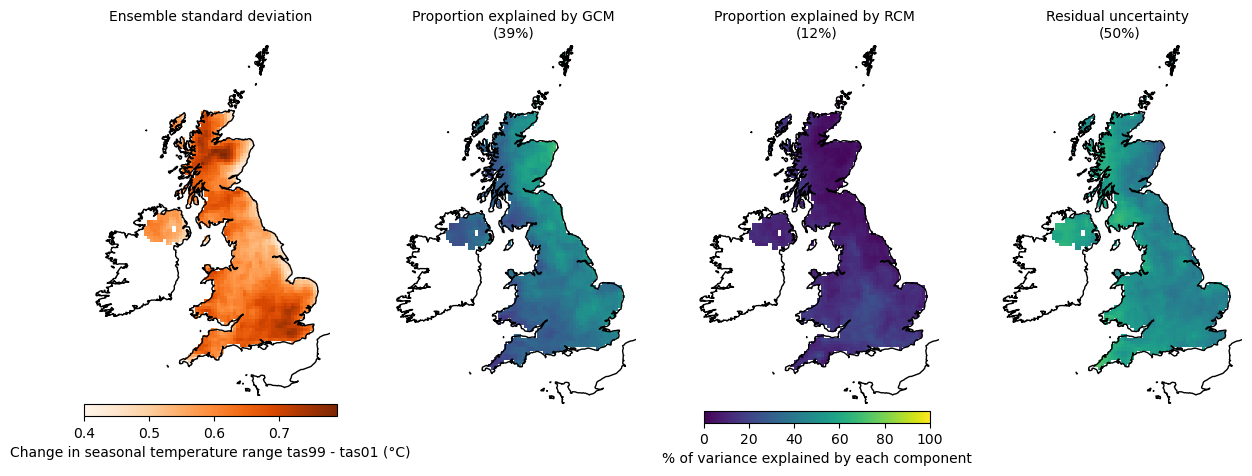 Ensemble standard deviation
Proportion explained by GCM
(39%)
Proportion explained by RCM
(12%)
Residual uncertainty
(50%)
0.4 0.5 0.6 0.7
Change in seasonal temperature range tas99 - tas01 (°C)
0 20 40 60 80 100
% of variance explained by each component